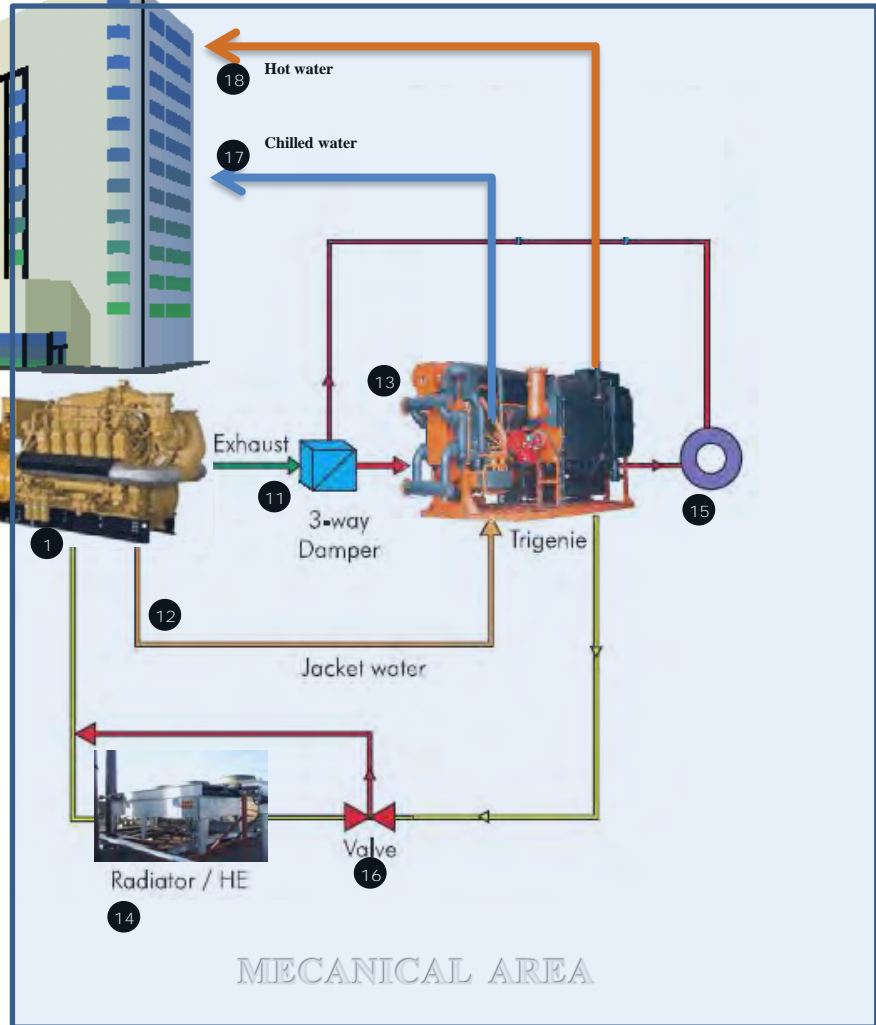 18
Hot water
17
Chilled water
13
Exhaust
11
3-way
Damper
Trigenie
15
1
12
Jacket water
Valve
16
Radiator / HE
14
MECANICAL AREA